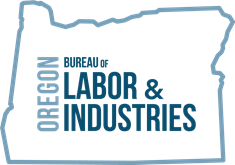 OREGON
BUREAU OF
LABOR &
INDUSTRIES